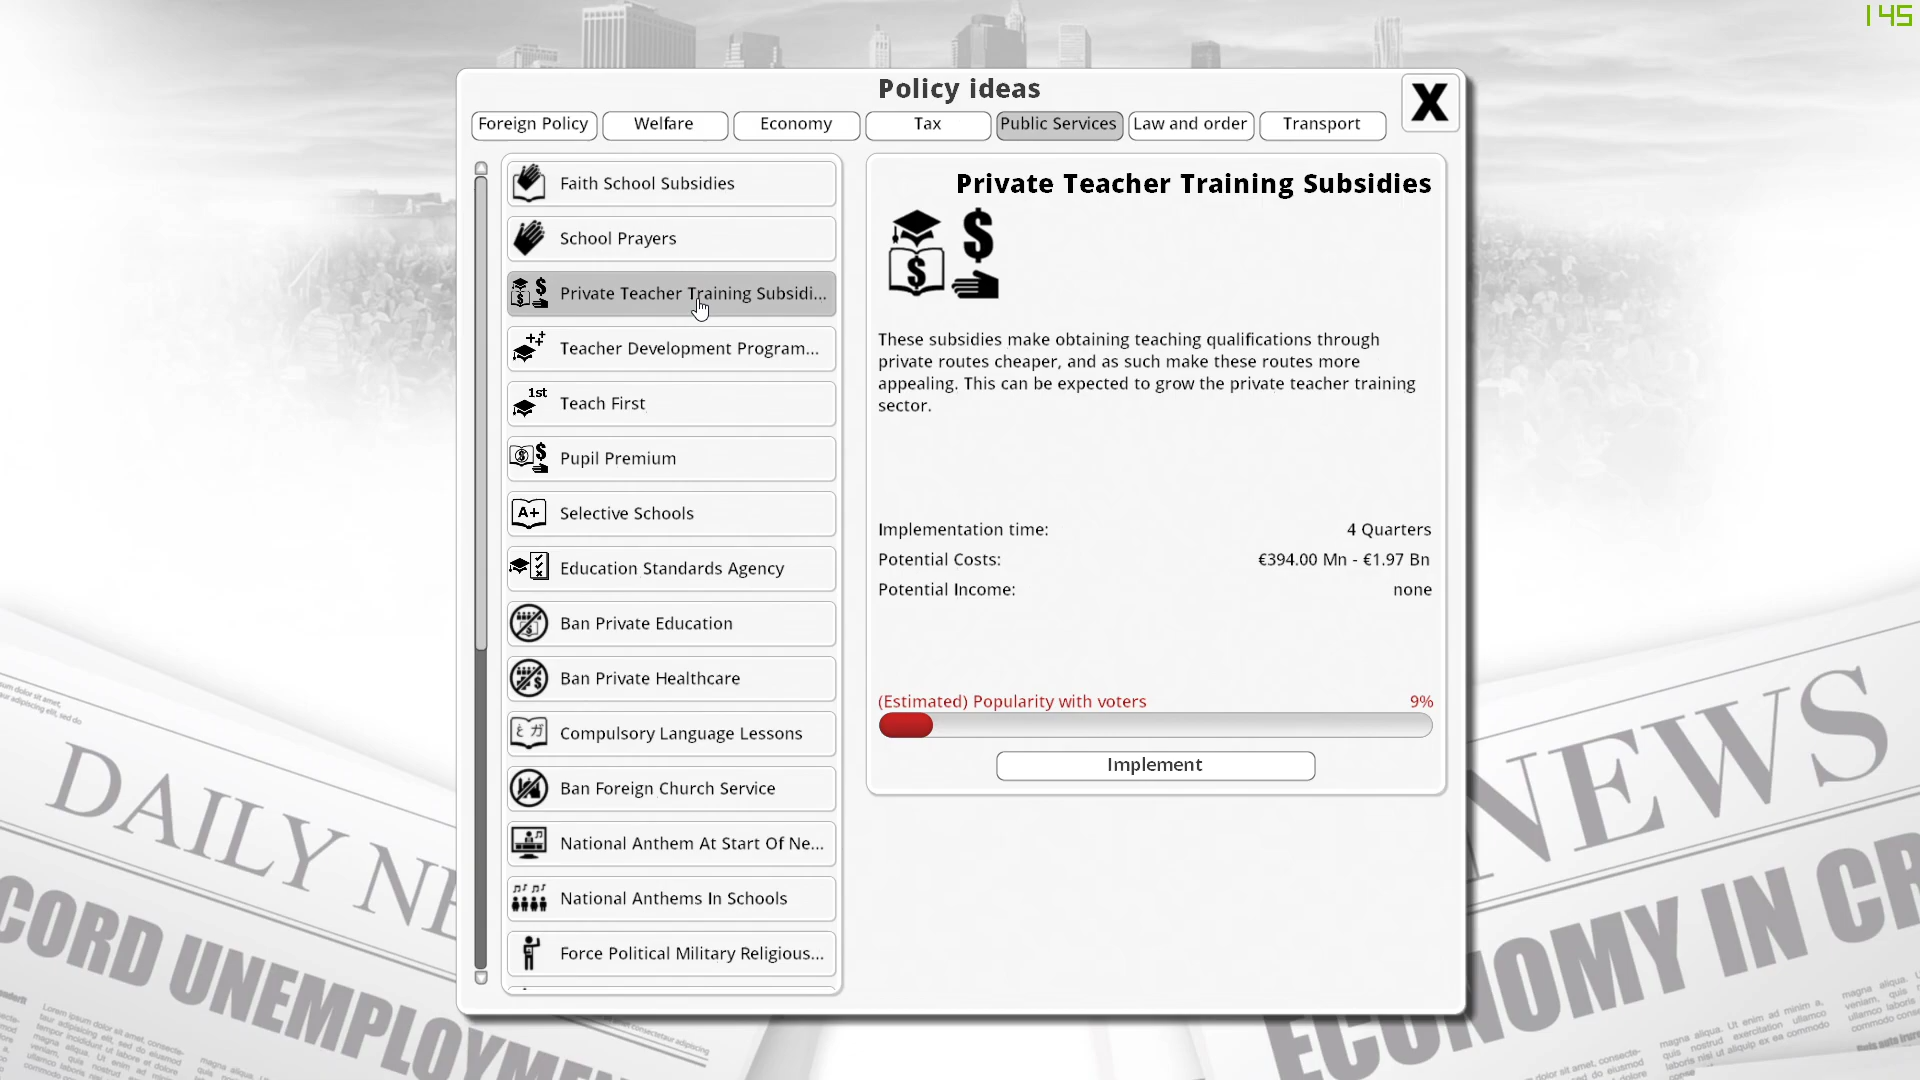 145
Policy ideas
X
Foreign Policy
Welfare
Economy
Tax
Public Services
Law and order
Transport
Faith School Subsidies
School Prayers
Private Teacher Training Subsidi...
Teacher Development Program...
Teach First
Pupil Premium
Selective Schools
Education Standards Agency
Ban Private Education
Ban Private Healthcare
Compulsory Language Lessons
Ban Foreign Church Service
National Anthem At Start Of Ne...
National Anthems In Schools
Force Political Military Religious...
Private Teacher Training Subsidies
These subsidies make obtaining teaching qualifications through
private routes cheaper, and as such make these routes more
appealing. This can be expected to grow the private teacher training
sector.
Implementation time: 4 Quarters
Potential Costs: €394.00 Mn - €1.97 Bn
Potential Income: none
(Estimated) Popularity with voters 9%
Implement
1st
A+
DAILY NE
CORD UNEMPLOYM
NEWS
ECONOMY IN CR